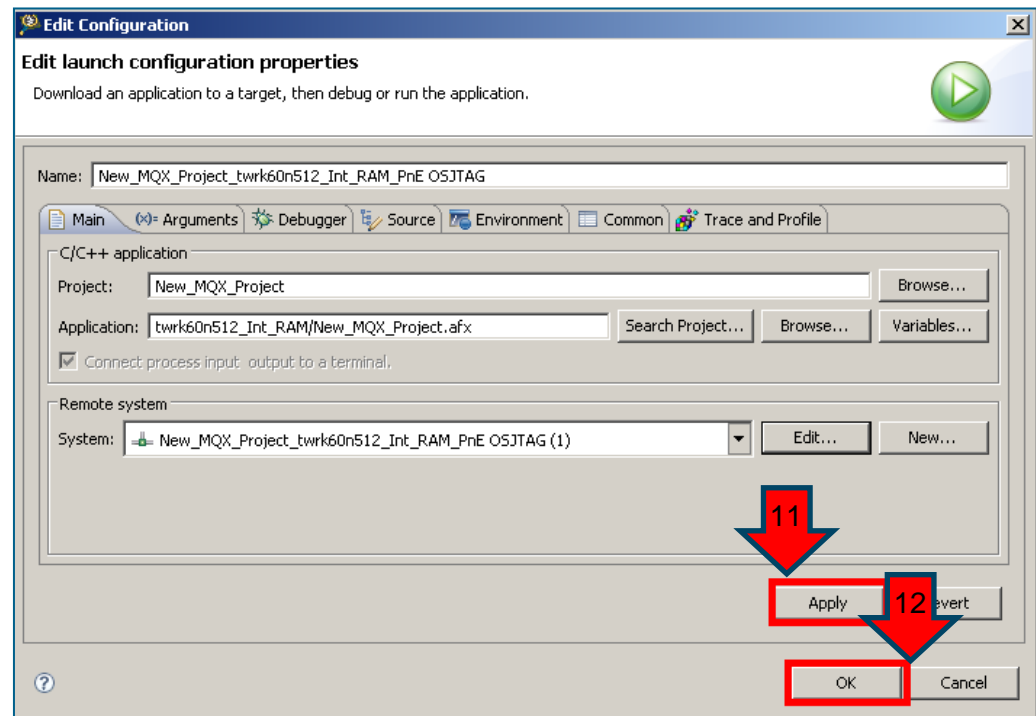 Edit Configuration
Edit launch configuration properties
Download an application to a target, then debug or run the application.
Name: New_MQX_Project_twrk60n512_Int_RAM_PnE OSJTAG
Main (x)= Arguments Debugger Source Environment Common Trace and Profile
C/C++ application
Project: New_MQX_Project Browse...
Application: twrk60n512_Int_RAM/New_MQX_Project.afx Search Project... Browse... Variables...
Connect process input output to a terminal.
Remote system
System: New_MQX_Project_twrk60n512_Int_RAM_PnE OSJTAG (1) Edit... New...
11
Apply 12 evert
OK Cancel